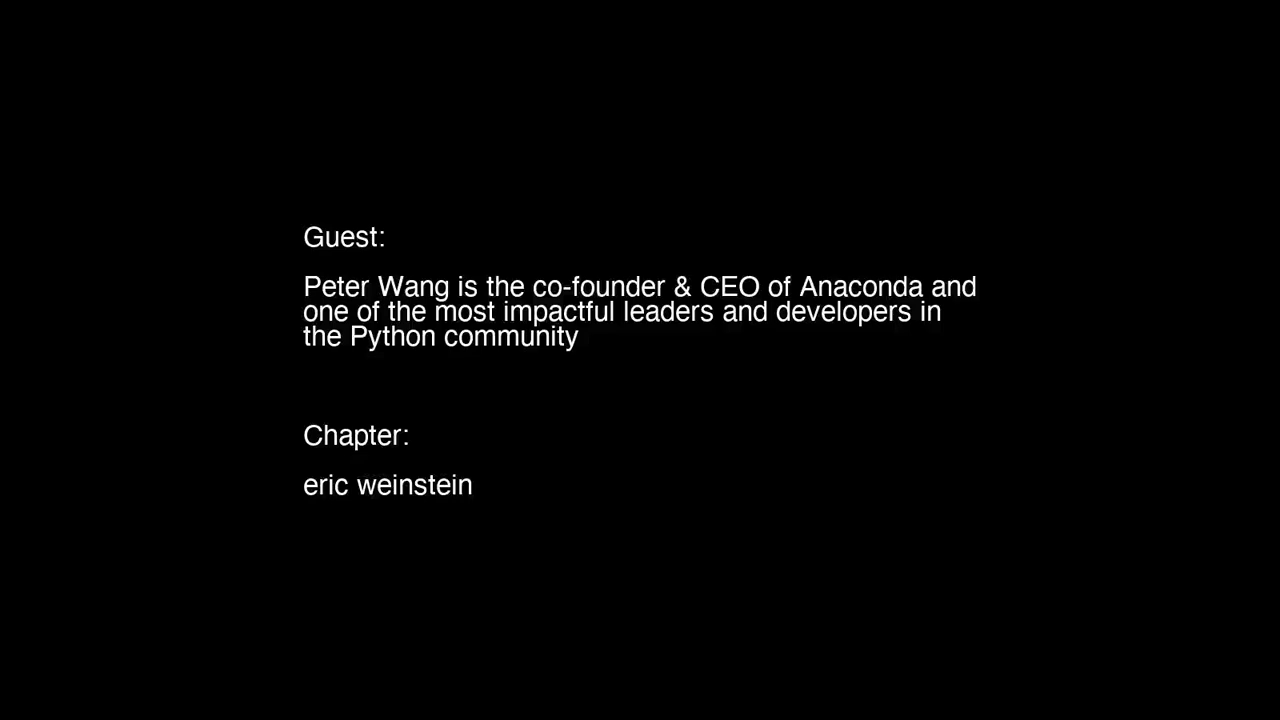 Guest:
Peter Wang is the co-founder & CEO of Anaconda and
one of the most impactful leaders and developers in
the Python community
Chapter:
eric weinstein